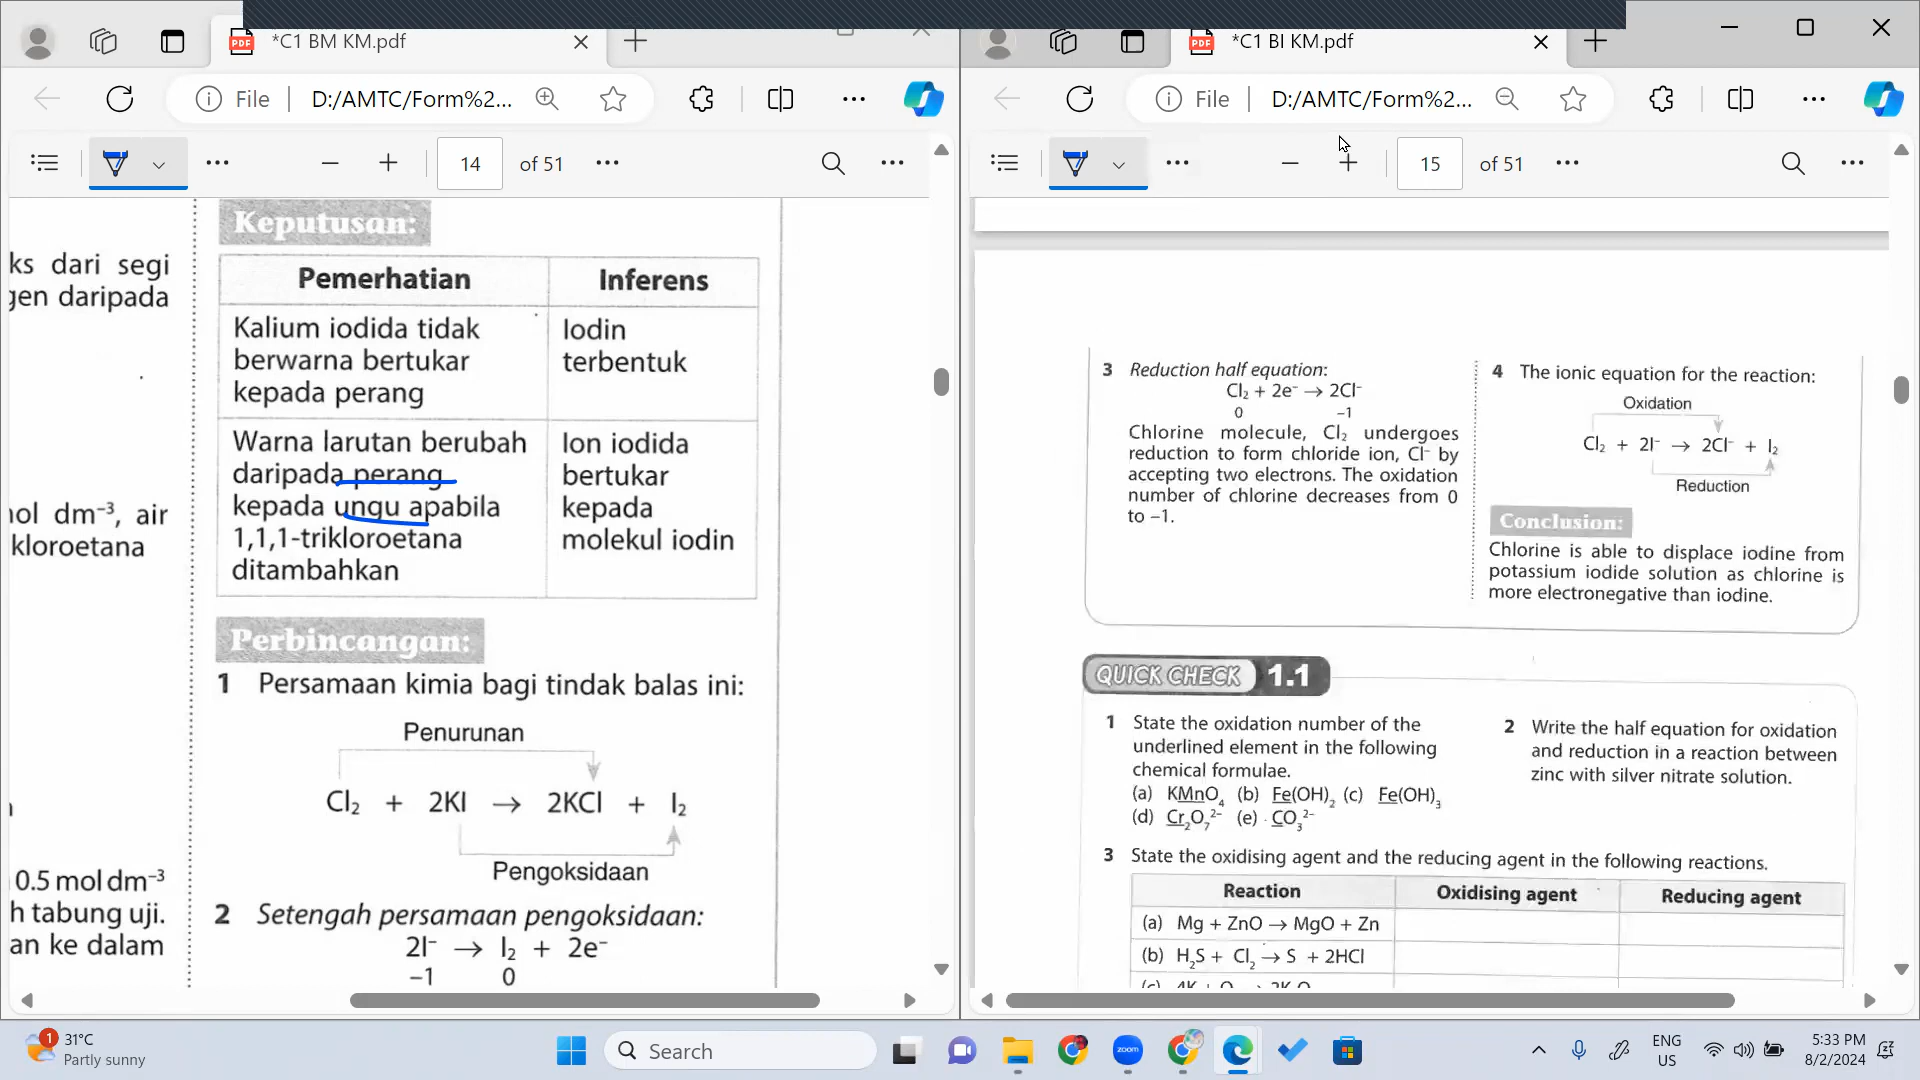 *C1 BM KM.pdf
File
D:/AMTC/Form%2...
14
of 51
ks dari segi
gen daripada
ol dm⁻³, air
kloroetana
0.5 mol dm⁻³
h tabung uji.
an ke dalam
Keputusan:
Pemerhatian
Inferens
Kalium iodida tidak
berwarna bertukar
kepada perang
Iodin
terbentuk
Warna larutan berubah
daripada perang
kepada ungu apabila
1,1,1-trikloroetana
ditambahkan
Ion iodida
bertukar
kepada
molekul iodin
Perbincangan:
1 Persamaan kimia bagi tindak balas ini:
Penurunan
Cl₂ + 2KI → 2KCl + I₂
Pengoksidaan
2 Setengah persamaan pengoksidaan:
2I⁻ → I₂ + 2e⁻
–1 0
*C1 BI KM.pdf
File
D:/AMTC/Form%2...
15
of 51
3 Reduction half equation:
Cl₂ + 2e⁻ → 2Cl⁻
0 –1
Chlorine molecule, Cl₂ undergoes
reduction to form chloride ion, Cl⁻ by
accepting two electrons. The oxidation
number of chlorine decreases from 0
to –1.
4 The ionic equation for the reaction:
Oxidation
Cl₂ + 2I⁻ → 2Cl⁻ + I₂
Reduction
Conclusion:
Chlorine is able to displace iodine from
potassium iodide solution as chlorine is
more electronegative than iodine.
QUICK CHECK 1.1
1 State the oxidation number of the
underlined element in the following
chemical formulae.
(a) KMnO₄ (b) Fe(OH)₂ (c) Fe(OH)₃
(d) Cr₂O₇²⁻ (e) CO₃²⁻
2 Write the half equation for oxidation
and reduction in a reaction between
zinc with silver nitrate solution.
3 State the oxidising agent and the reducing agent in the following reactions.
Reaction
Oxidising agent
Reducing agent
(a) Mg + ZnO → MgO + Zn
(b) H₂S + Cl₂ → S + 2HCl
1
31°C
Partly sunny
Search
zoom
ENG
US
5:33 PM
8/2/2024